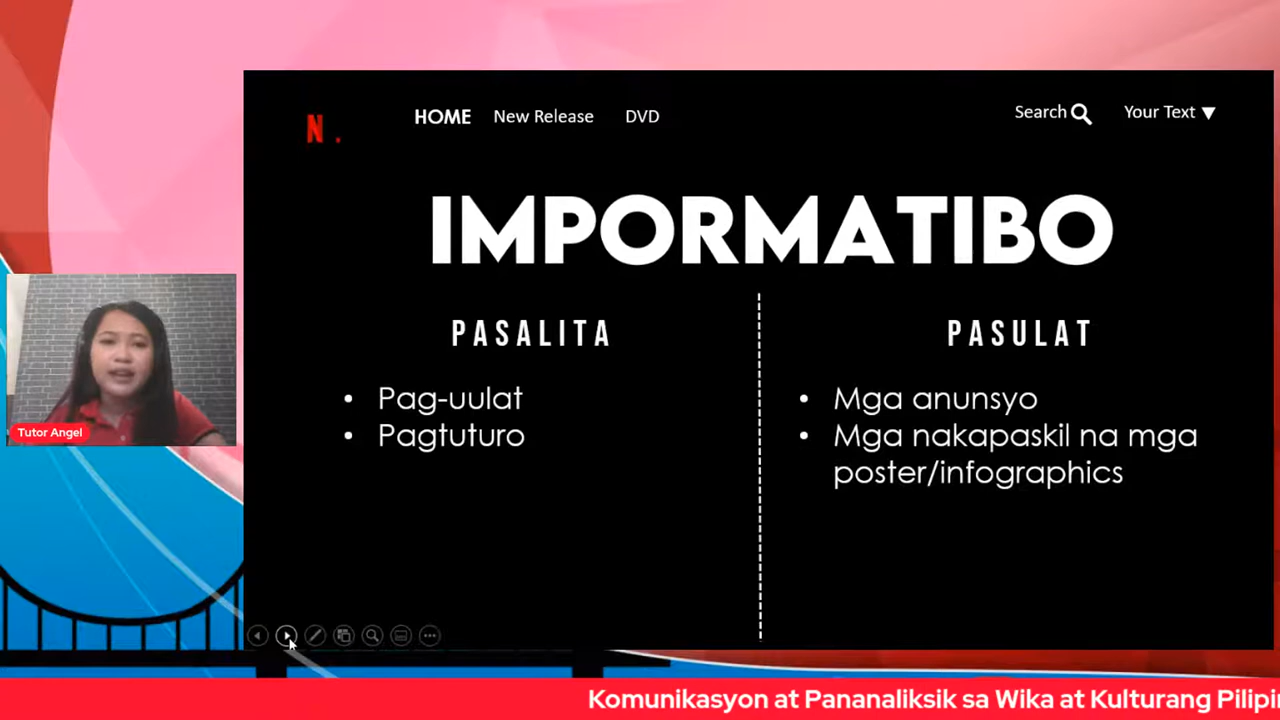 N .
HOME New Release DVD
Search
Your Text
IMPORMATIBO
PASALITA
• Pag-uulat
• Pagtuturo
PASULAT
• Mga anunsyo
• Mga nakapaskil na mga
poster/infographics
Tutor Angel
Komunikasyon at Pananaliksik sa Wika at Kulturang Pilipi